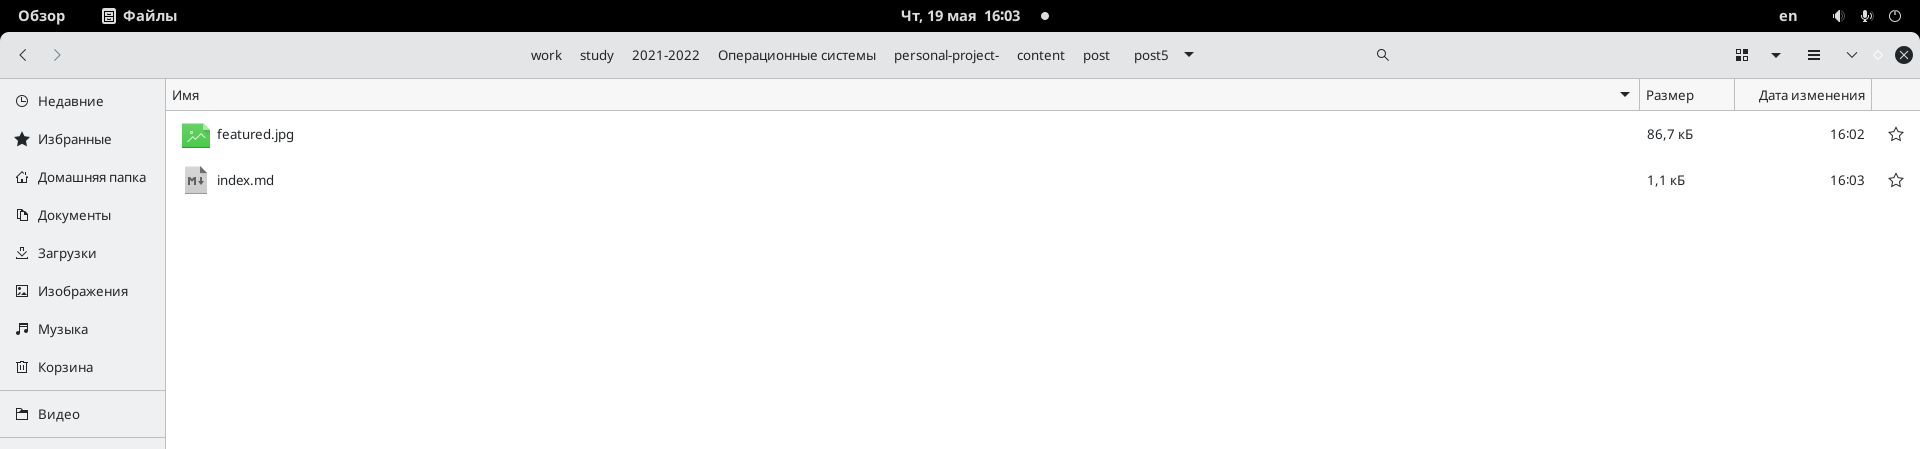 Обзор Файлы Чт, 19 мая 16:03 en
work study 2021-2022 Операционные системы personal-project- content post post5
Недавние
Избранные
Домашняя папка
Документы
Загрузки
Изображения
Музыка
Корзина
Видео
Имя Размер Дата изменения
featured.jpg 86,7 кБ 16:02
index.md 1,1 кБ 16:03